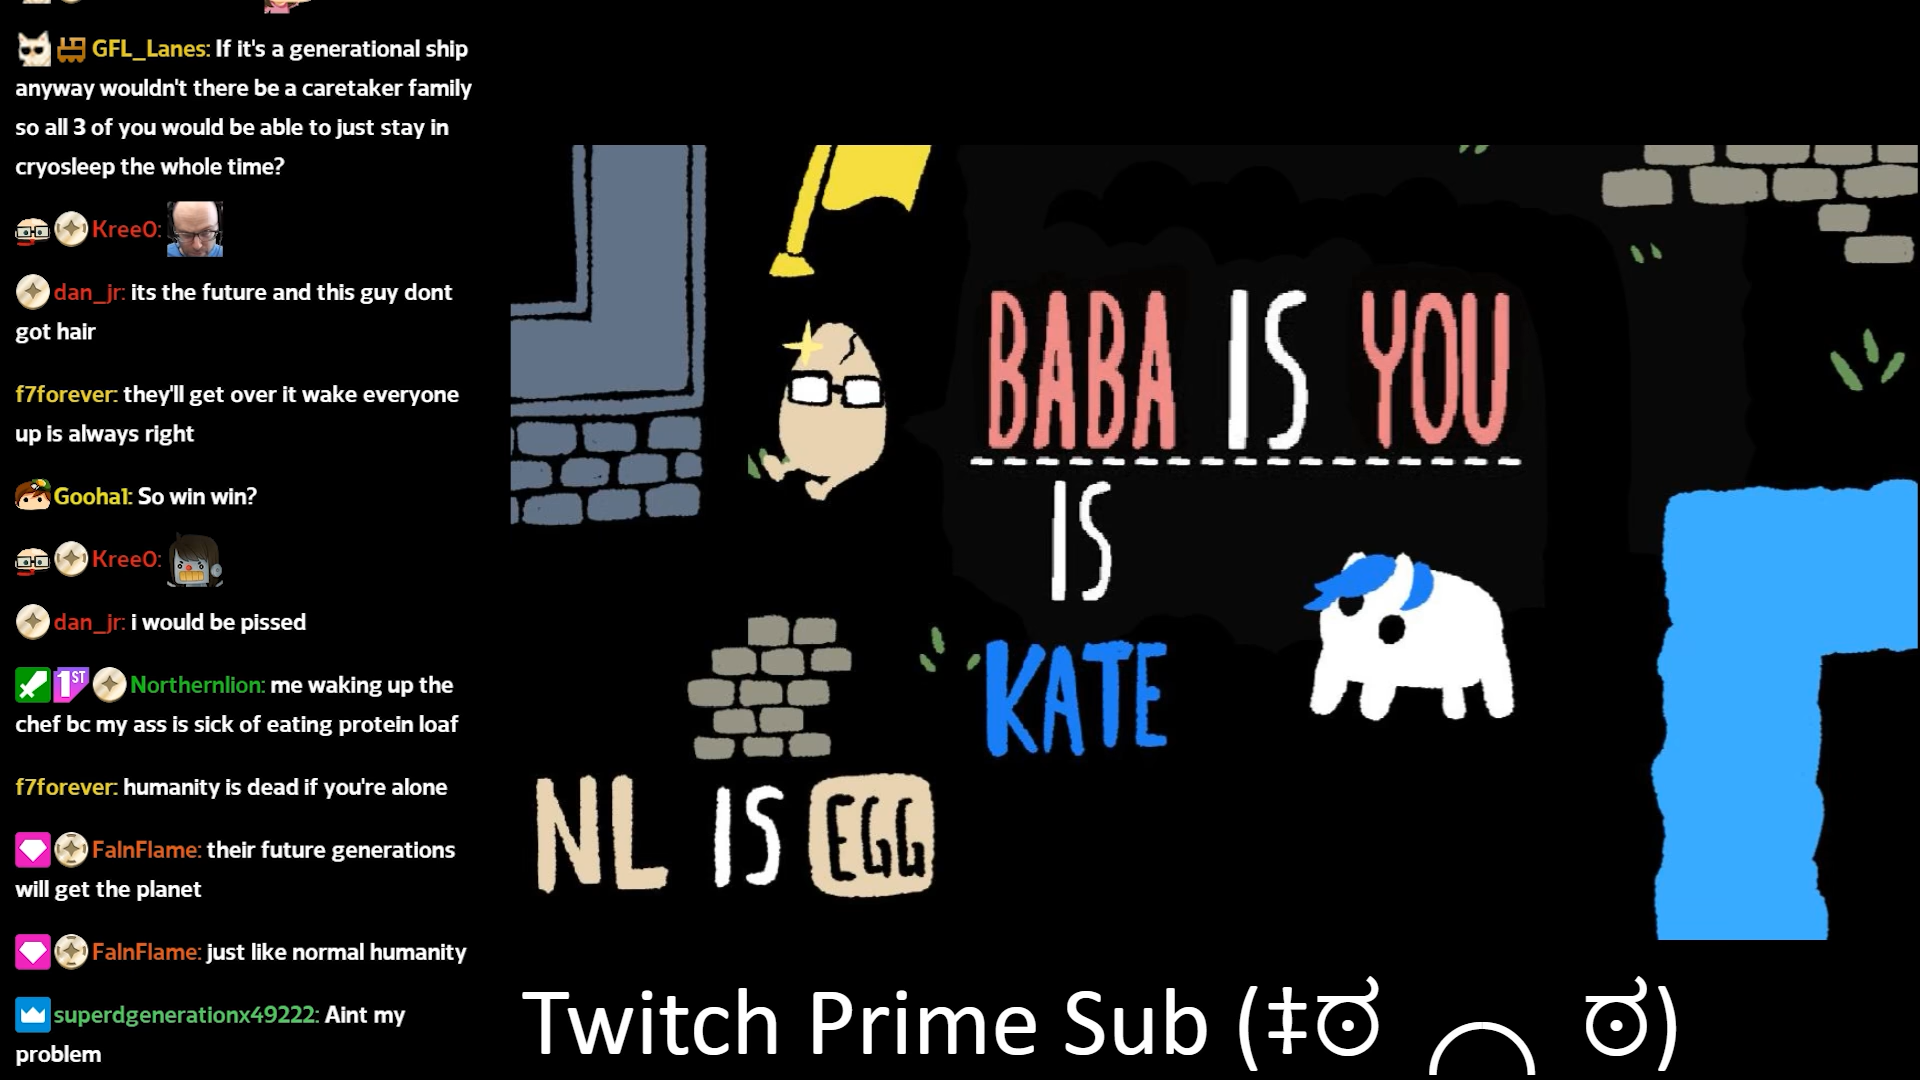 GFL_Lanes: If it's a generational ship
anyway wouldn't there be a caretaker family
so all 3 of you would be able to just stay in
cryosleep the whole time?
KreeO:
dan_jr: its the future and this guy dont
got hair
f7forever: they'll get over it wake everyone
up is always right
Gooha1: So win win?
KreeO:
dan_jr: i would be pissed
1ST Northernlion: me waking up the
chef bc my ass is sick of eating protein loaf
f7forever: humanity is dead if you're alone
FalnFlame: their future generations
will get the planet
FalnFlame: just like normal humanity
superdgenerationx49222: Aint my
problem
BABA IS YOU
IS
KATE
NL IS EGG
Twitch Prime Sub (‡ಠ ⁔ ಠ)